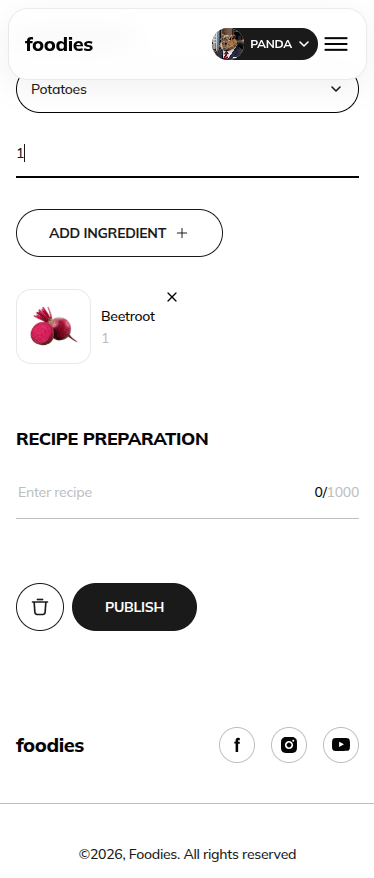 foodies
PANDA
Potatoes
1
ADD INGREDIENT
Beetroot
1
RECIPE PREPARATION
Enter recipe 0/1000
PUBLISH
foodies
©2026, Foodies. All rights reserved